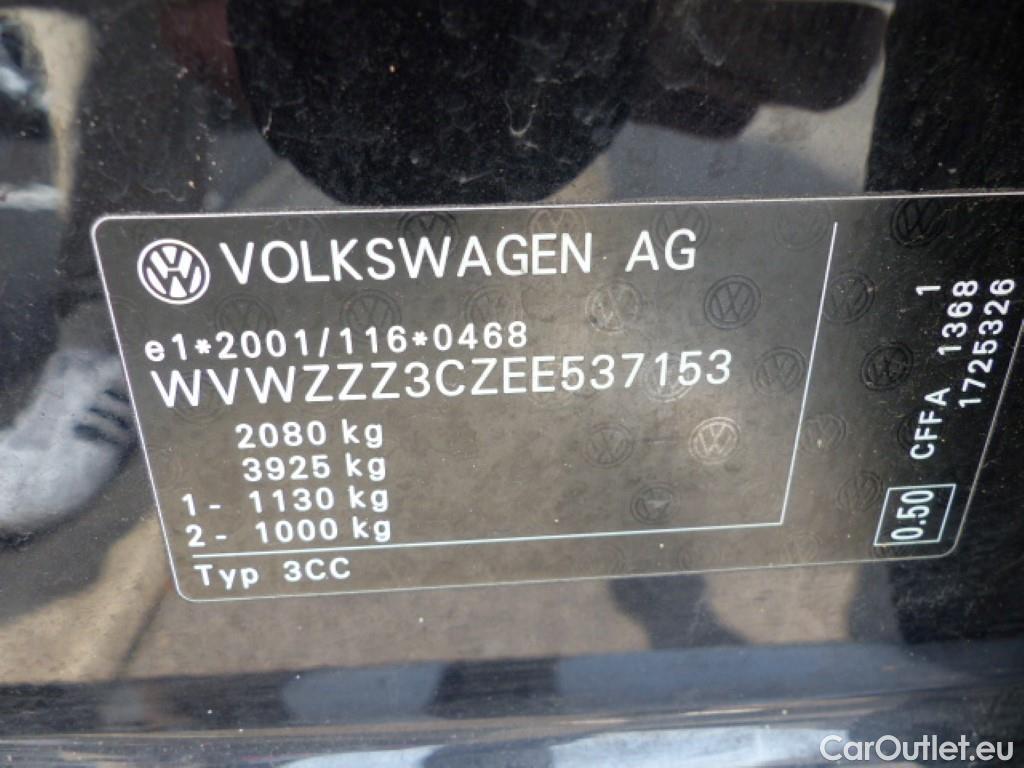 VOLKSWAGEN AG
e1*2001/116*0468
WVWZZZ3CZEE537153
2080 kg
3925 kg
1 - 1130 kg
2 - 1000 kg
Typ 3CC
0.50
CFFA 1368 1
1725326
CarOutlet.eu